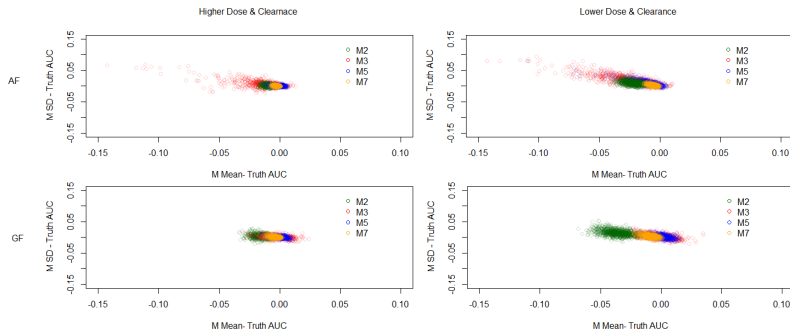 Higher Dose & Clearnace
Lower Dose & Clearance
AF
M SD - Truth AUC
0.15
0.05
-0.05
-0.15
M2
M3
M5
M7
-0.15
-0.10
-0.05
0.00
0.05
0.10
M Mean- Truth AUC
M SD - Truth AUC
0.15
0.05
-0.05
-0.15
M2
M3
M5
M7
-0.15
-0.10
-0.05
0.00
0.05
0.10
M Mean- Truth AUC
GF
M SD - Truth AUC
0.15
0.05
-0.05
-0.15
M2
M3
M5
M7
-0.15
-0.10
-0.05
0.00
0.05
0.10
M Mean- Truth AUC
M SD - Truth AUC
0.15
0.05
-0.05
-0.15
M2
M3
M5
M7
-0.15
-0.10
-0.05
0.00
0.05
0.10
M Mean- Truth AUC